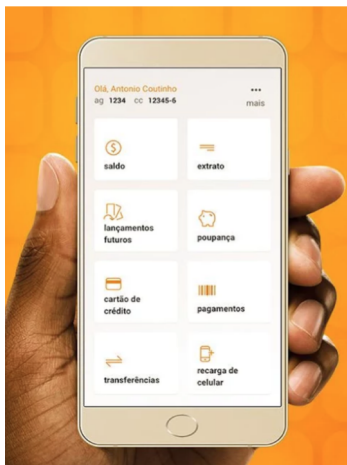 Olá, Antonio Coutinho
ag 1234 cc 12345-6
mais
saldo
extrato
lançamentos
futuros
poupança
cartão de
crédito
pagamentos
transferências
recarga de
celular